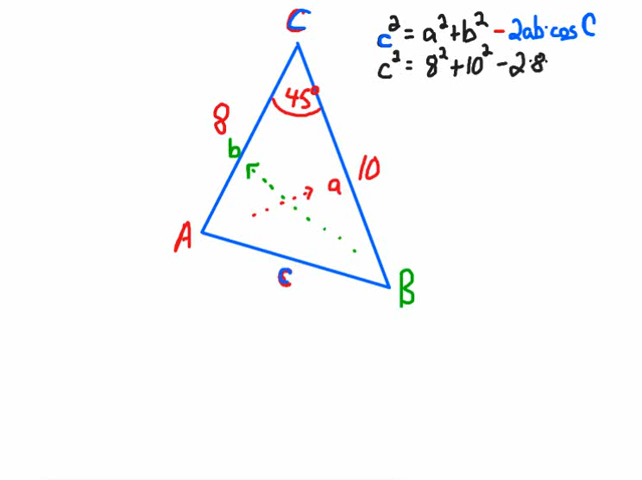 C
c² = a² + b² - 2ab·cos C
c² = 8² + 10² - 2·8
45°
8
b
10
a
A
c
B